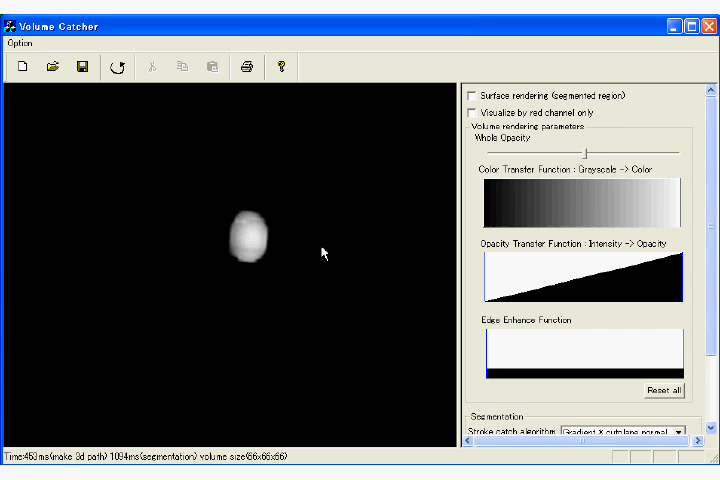 Volume Catcher
Option
Surface rendering (segmented region)
Visualize by red channel only
Volume rendering parameters
Whole Opacity
Color Transfer Function : Grayscale -> Color
Opacity Transfer Function : Intensity -> Opacity
Edge Enhance Function
Reset all
Segmentation
Stroke catch algorithm Gradient * cutplane normal
Time:453ms(make 3d path) 1094ms(segmentation) volume size(66x66x66)